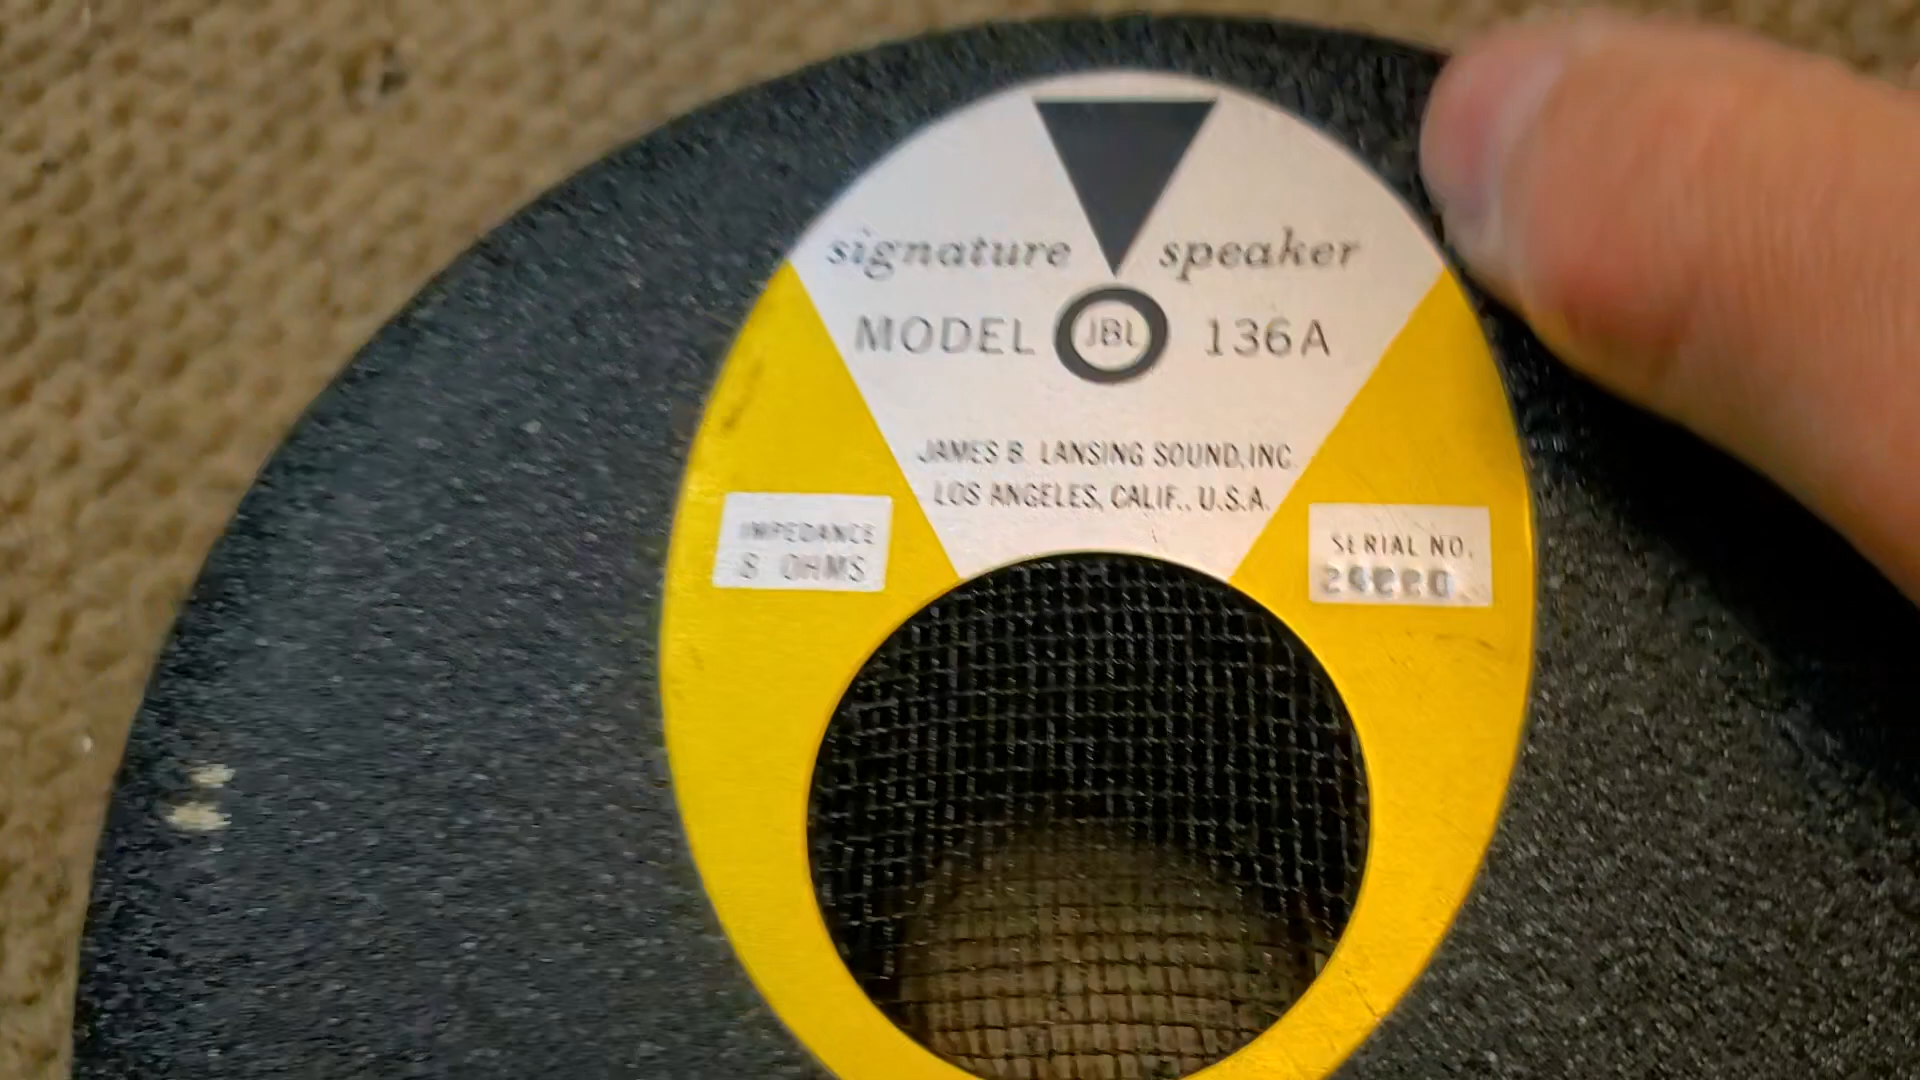 signature speaker
MODEL JBL 136A
JAMES B. LANSING SOUND, INC.
LOS ANGELES, CALIF., U.S.A.
IMPEDANCE
8 OHMS
SERIAL NO.